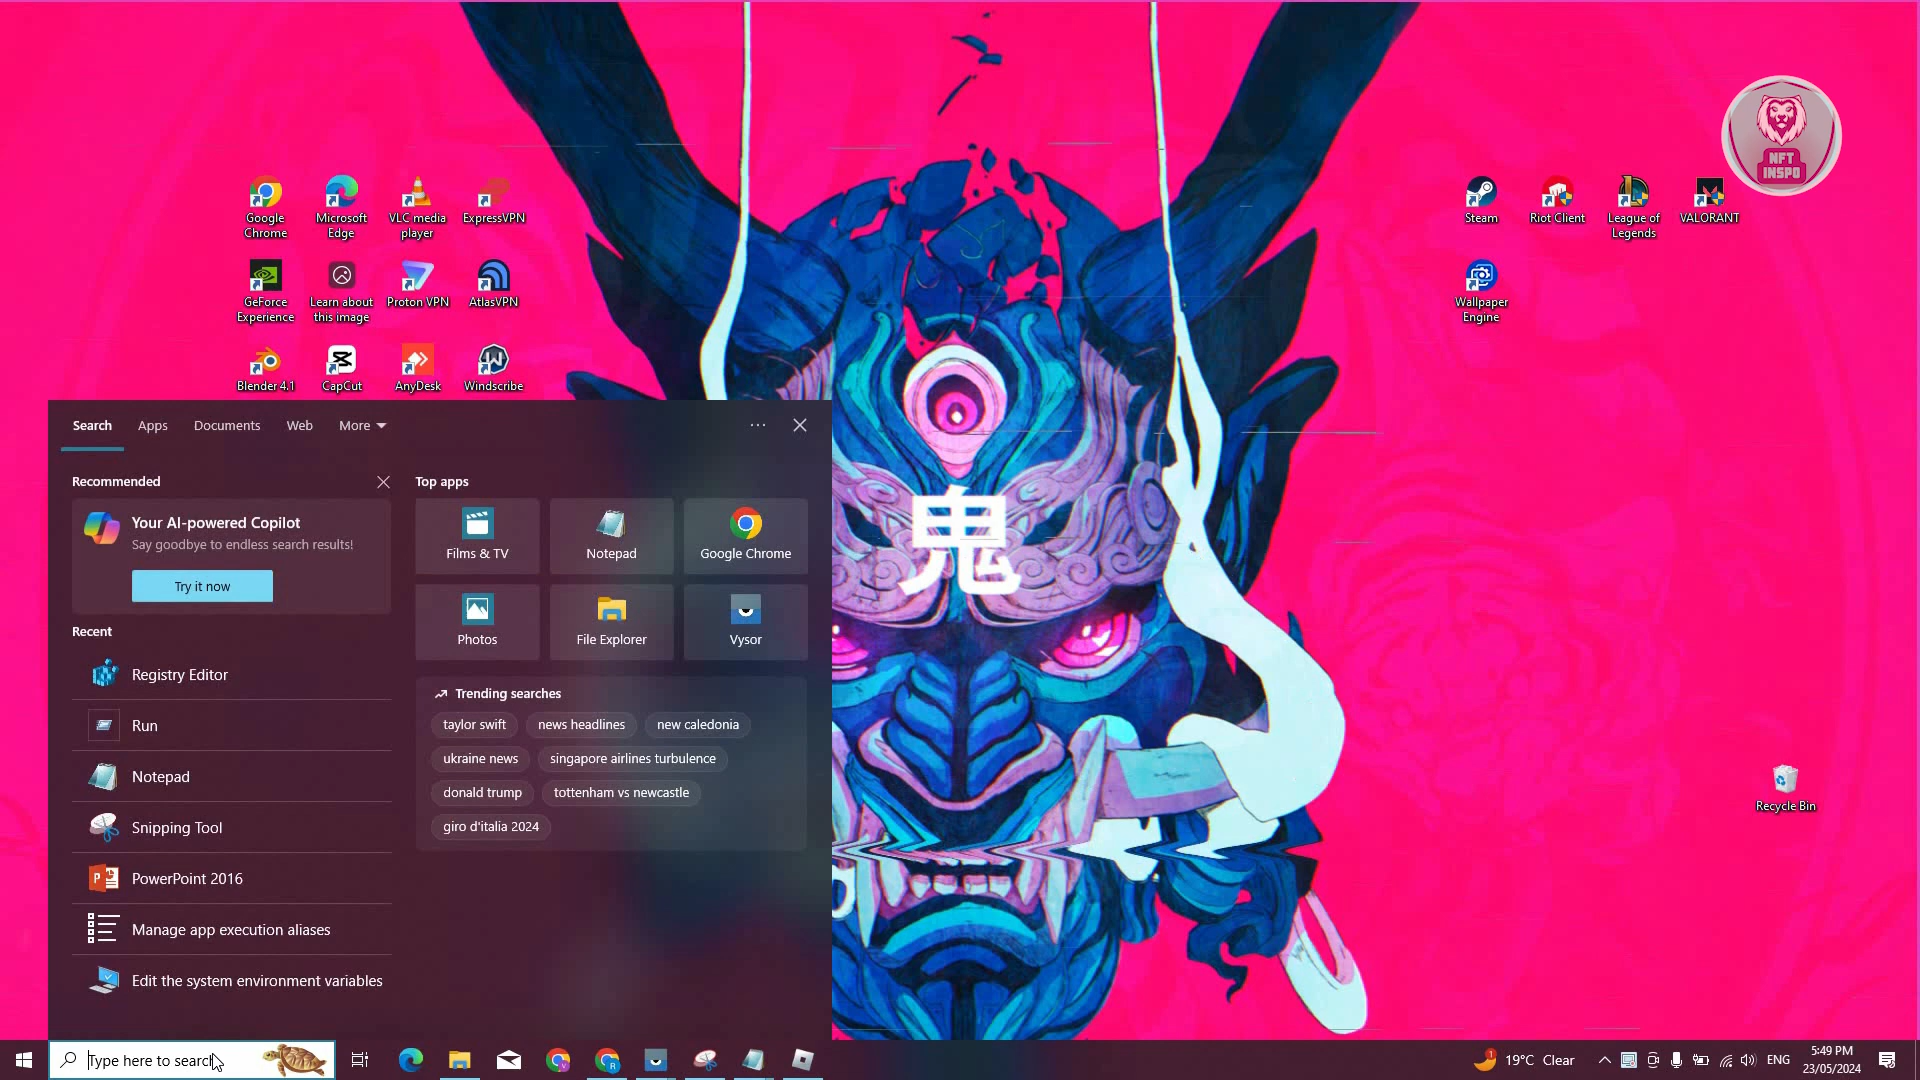 NFT
INSPO
Google
Chrome
Microsoft
Edge
VLC media
player
ExpressVPN
GeForce
Experience
Learn about
this image
Proton VPN
AtlasVPN
Blender 4.1
CapCut
AnyDesk
Windscribe
Steam
Riot Client
League of
Legends
VALORANT
Wallpaper
Engine
鬼
Recycle Bin
Search
Apps
Documents
Web
More
Recommended
Your AI-powered Copilot
Say goodbye to endless search results!
Try it now
Recent
Registry Editor
Run
Notepad
Snipping Tool
PowerPoint 2016
Manage app execution aliases
Edit the system environment variables
Top apps
Films & TV
Notepad
Google Chrome
Photos
File Explorer
Vysor
Trending searches
taylor swift
news headlines
new caledonia
ukraine news
singapore airlines turbulence
donald trump
tottenham vs newcastle
giro d'italia 2024
Type here to search
1
19°C Clear
ENG
5:49 PM
23/05/2024